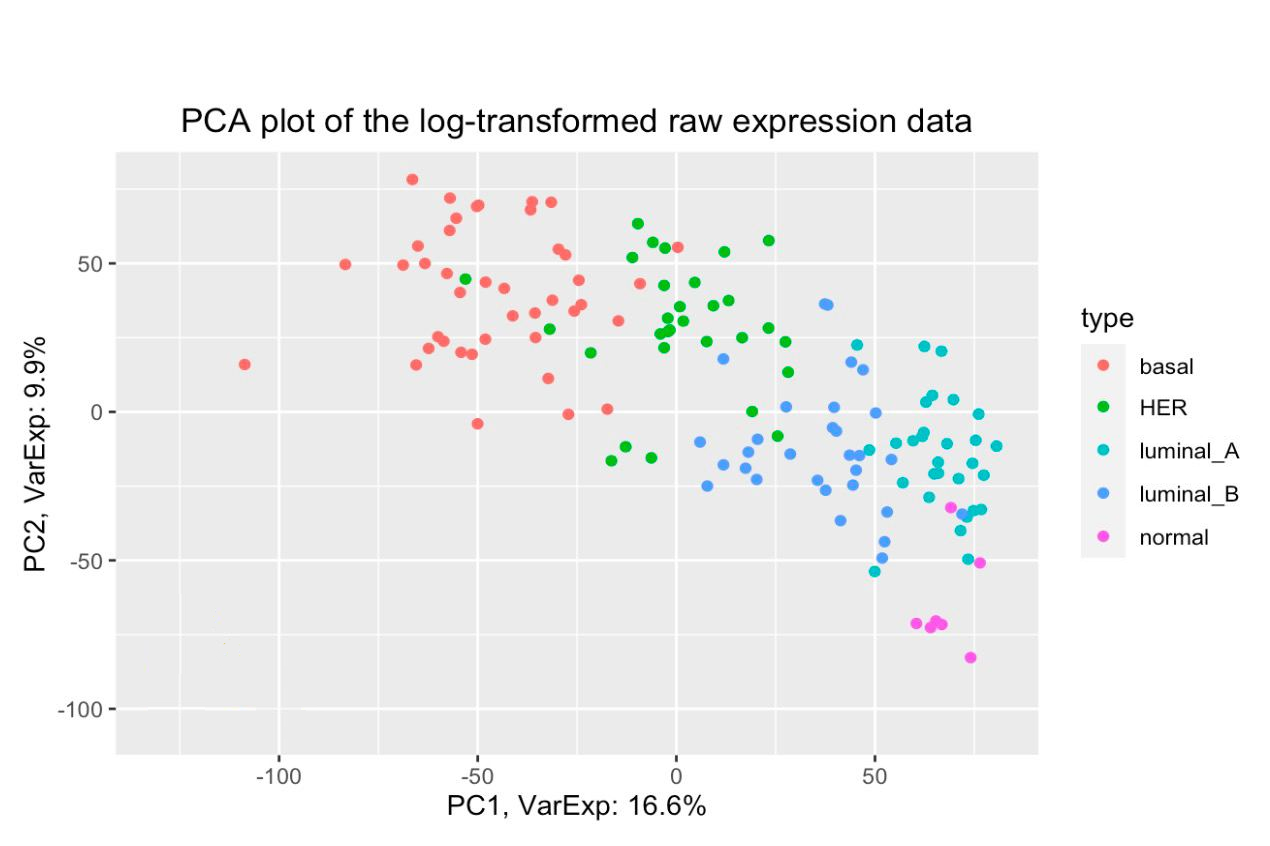 PCA plot of the log-transformed raw expression data
PC2, VarExp: 9.9%
50
0
-50
-100
-100
-50
0
50
PC1, VarExp: 16.6%
type
basal
HER
luminal_A
luminal_B
normal